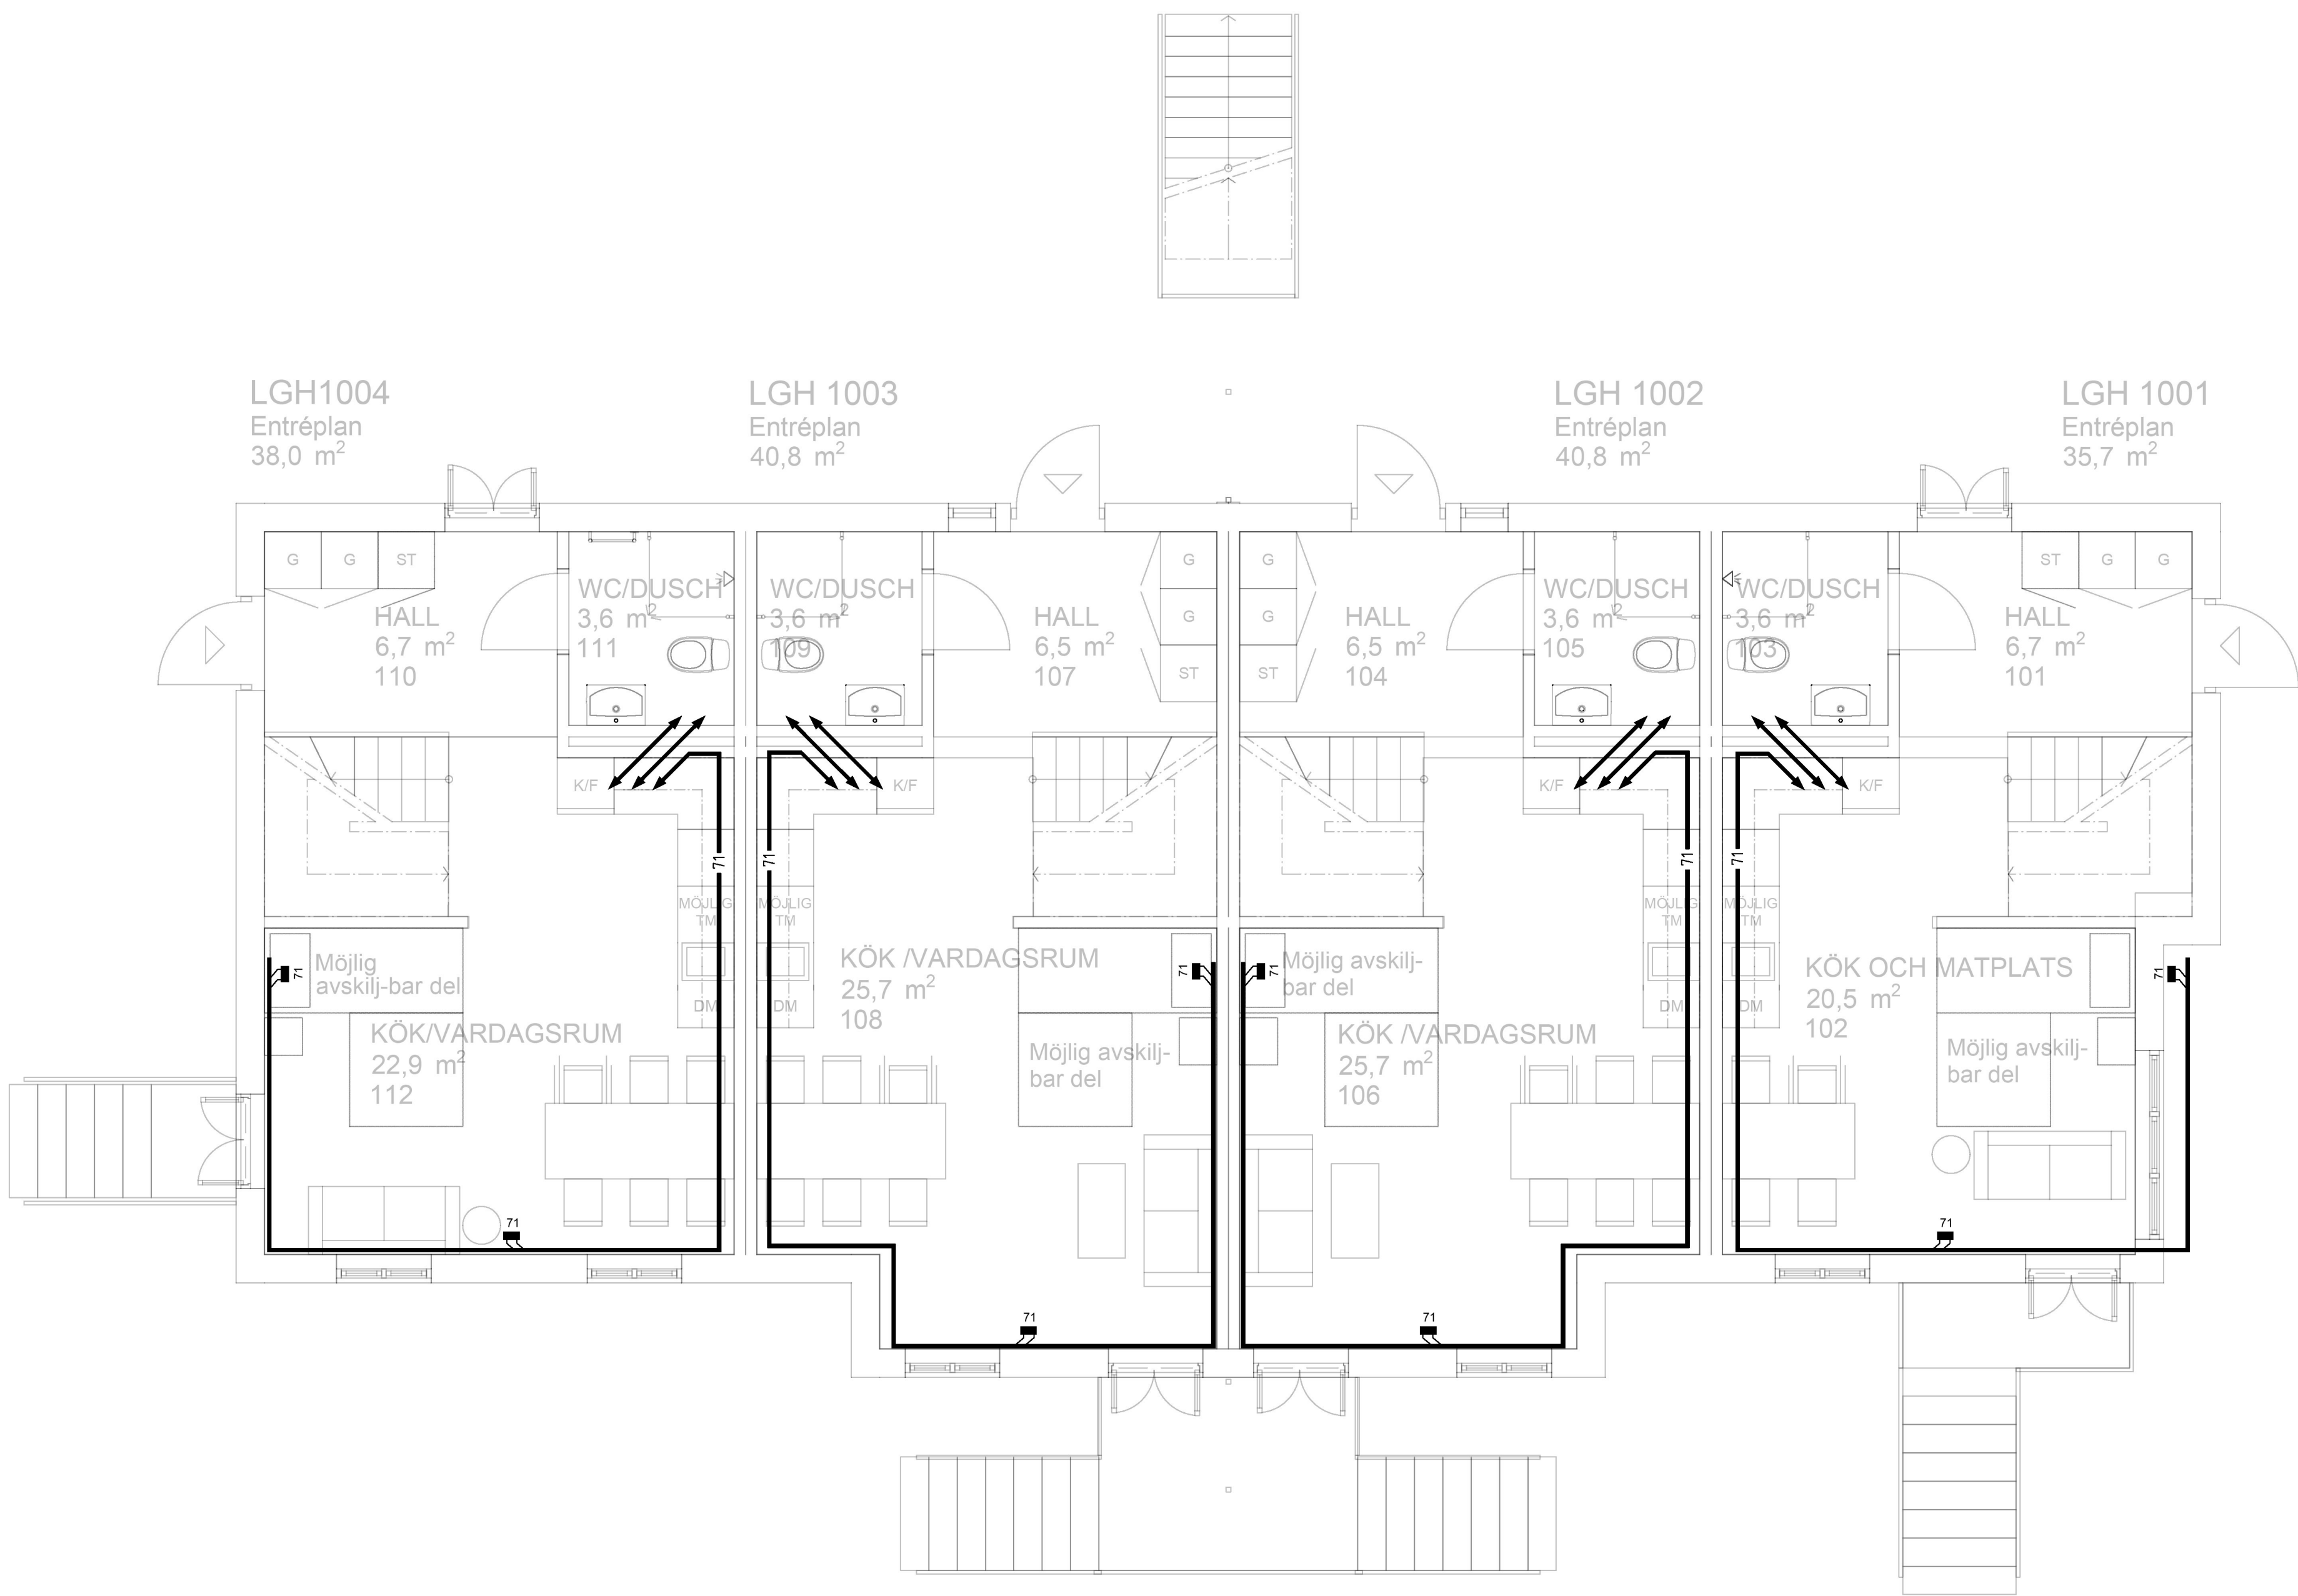 LGH1004
Entréplan
38,0 m²
LGH 1003
Entréplan
40,8 m²
LGH 1002
Entréplan
40,8 m²
LGH 1001
Entréplan
35,7 m²
G
G
ST
HALL
6,7 m²
110
WC/DUSCH
3,6 m²
111
WC/DUSCH
3,6 m²
109
HALL
6,5 m²
107
G
G
ST
G
G
ST
HALL
6,5 m²
104
WC/DUSCH
3,6 m²
105
WC/DUSCH
3,6 m²
103
ST
G
G
HALL
6,7 m²
101
K/F
K/F
K/F
K/F
71
71
71
71
MÖJLIG
TM
MÖJLIG
TM
MÖJLIG
TM
MÖJLIG
TM
DM
DM
DM
DM
71
Möjlig
avskilj-bar del
KÖK/VARDAGSRUM
22,9 m²
112
71
KÖK /VARDAGSRUM
25,7 m²
108
71
Möjlig avskilj-
bar del
71
71
Möjlig avskilj-
bar del
KÖK /VARDAGSRUM
25,7 m²
106
71
KÖK OCH MATPLATS
20,5 m²
102
71
Möjlig avskilj-
bar del
71